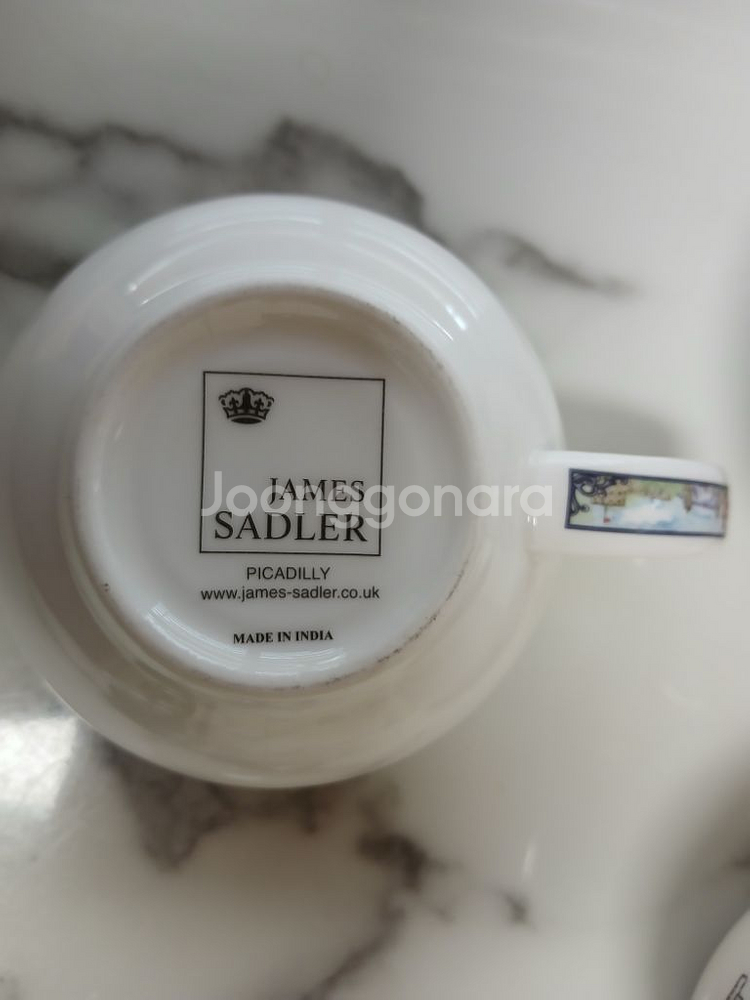 JAMES
SADLER
Joonggonara
PICADILLY
www.james-sadler.co.uk
MADE IN INDIA